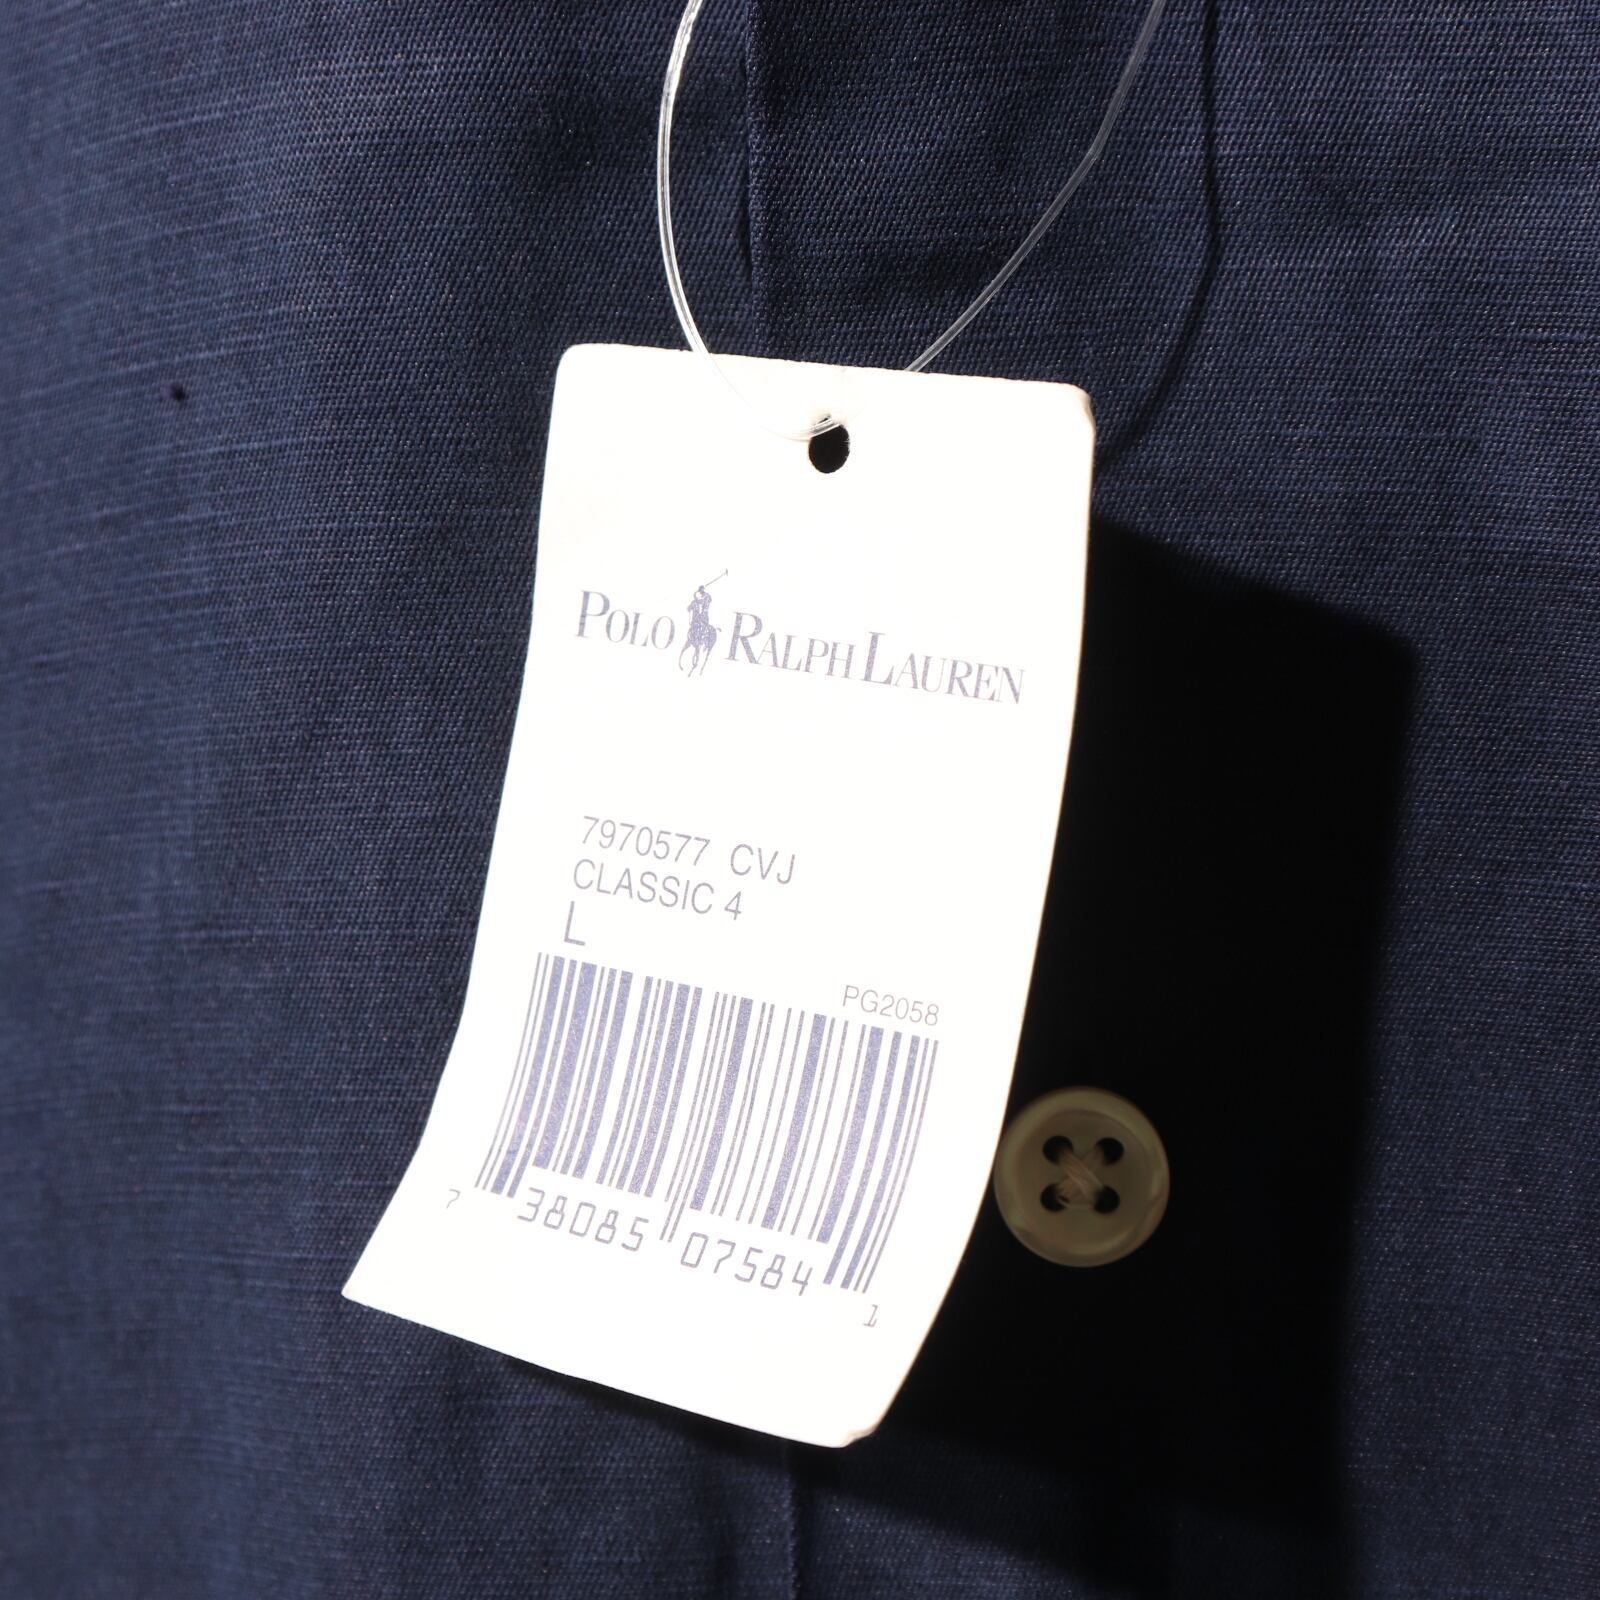 POLO RALPH LAUREN
7970577 CVJ
CLASSIC 4
L
PG2058
7 38085 07584 1